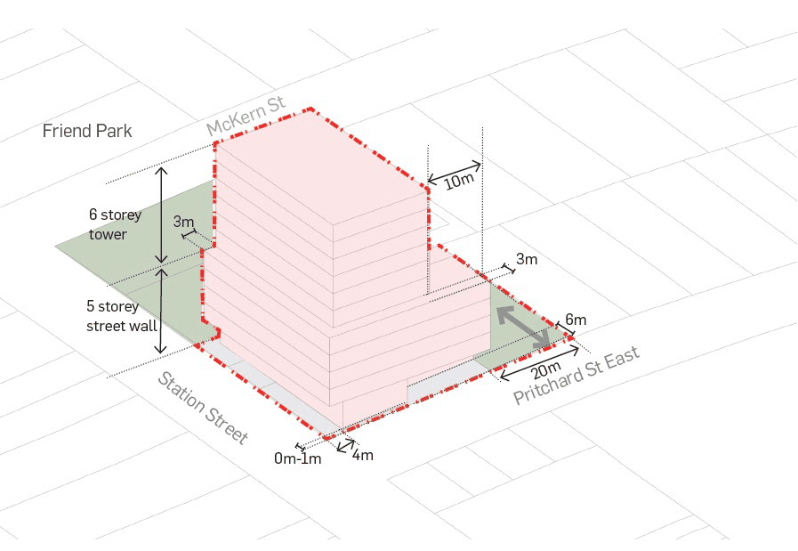 McKern St
Friend Park
10m
6 storey
tower
3m
3m
5 storey
street wall
6m
20m
Pritchard St East
Station Street
0m-1m
4m